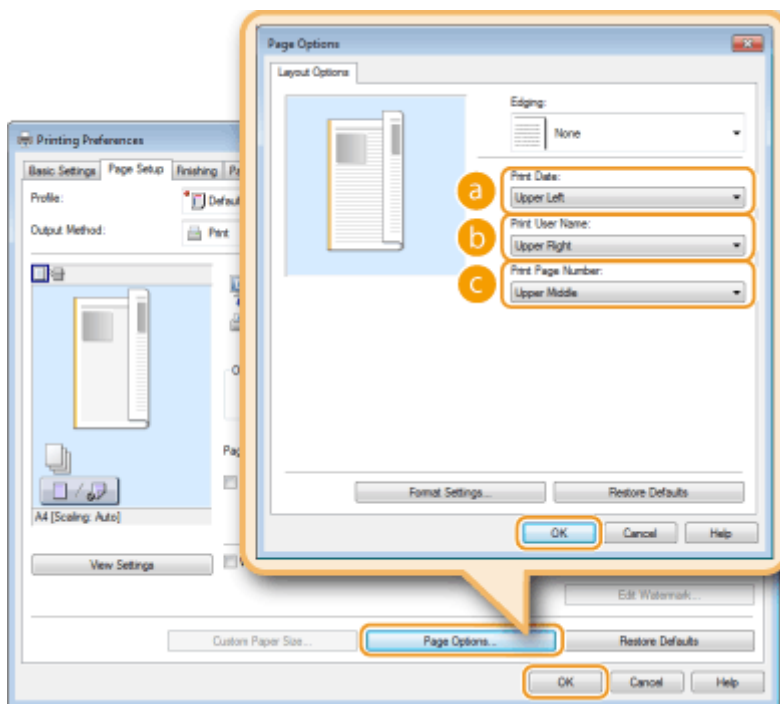 Page Options
Layout Options
Edging:
None
a
Print Date:
Upper Left
b
Print User Name:
Upper Right
c
Print Page Number:
Upper Middle
Format Settings...
Restore Defaults
OK
Cancel
Help
Printing Preferences
Basic Settings
Page Setup
Finishing
Profile:
Output Method:
Print
A4 [Scaling: Auto]
View Settings
Edit Watermark...
Custom Paper Size...
Page Options...
Restore Defaults
OK
Cancel
Help